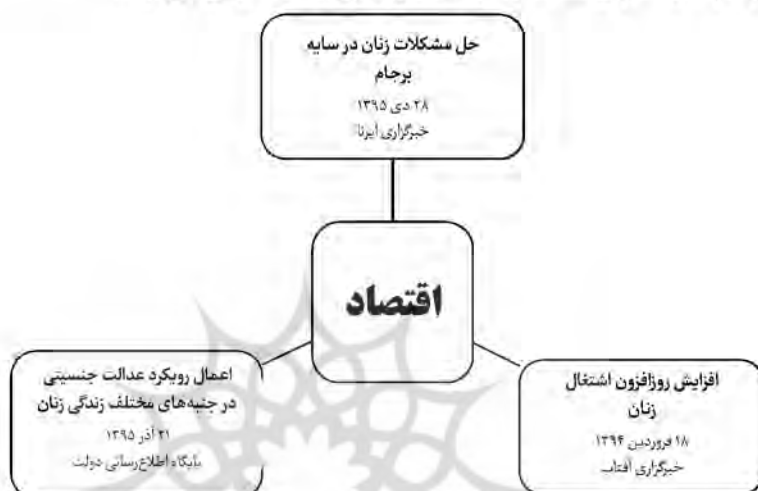 حل مشکلات زنان در سایه
برجام
۲۸ دی ۱۳۹۵
خبرگزاری ایرنا
اقتصاد
افزایش روزافزون اشتغال
زنان
۱۸ فروردین ۱۳۹۴
خبرگزاری آفتاب
اعمال رویکرد عدالت جنسیتی
در جنبه‌های مختلف زندگی زنان
۲۱ آذر ۱۳۹۵
پایگاه اطلاع‌رسانی دولت